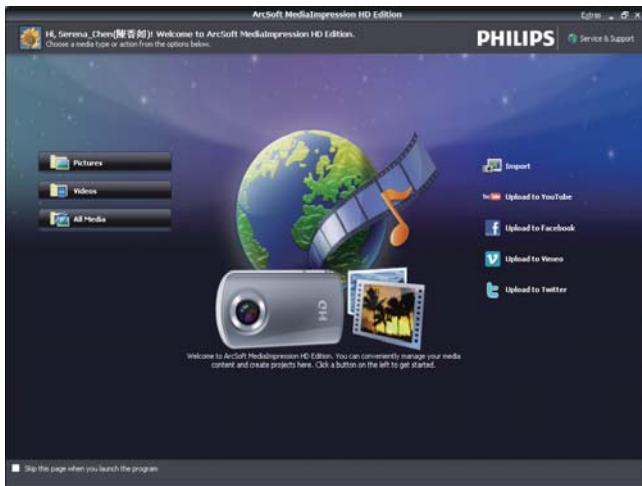 ArcSoft MediaImpression HD Edition
Extras
Hi, Serena_Chen(陳香如)! Welcome to ArcSoft MediaImpression HD Edition.
Choose a media type or action from the options below.
PHILIPS
Service & Support
Pictures
Videos
All Media
Import
You Tube Upload to YouTube
f Upload to Facebook
V Upload to Vimeo
t Upload to Twitter
HD
Welcome to ArcSoft MediaImpression HD Edition. You can conveniently manage your media
content and create projects here. Click a button on the left to get started.
Skip this page when you launch the program